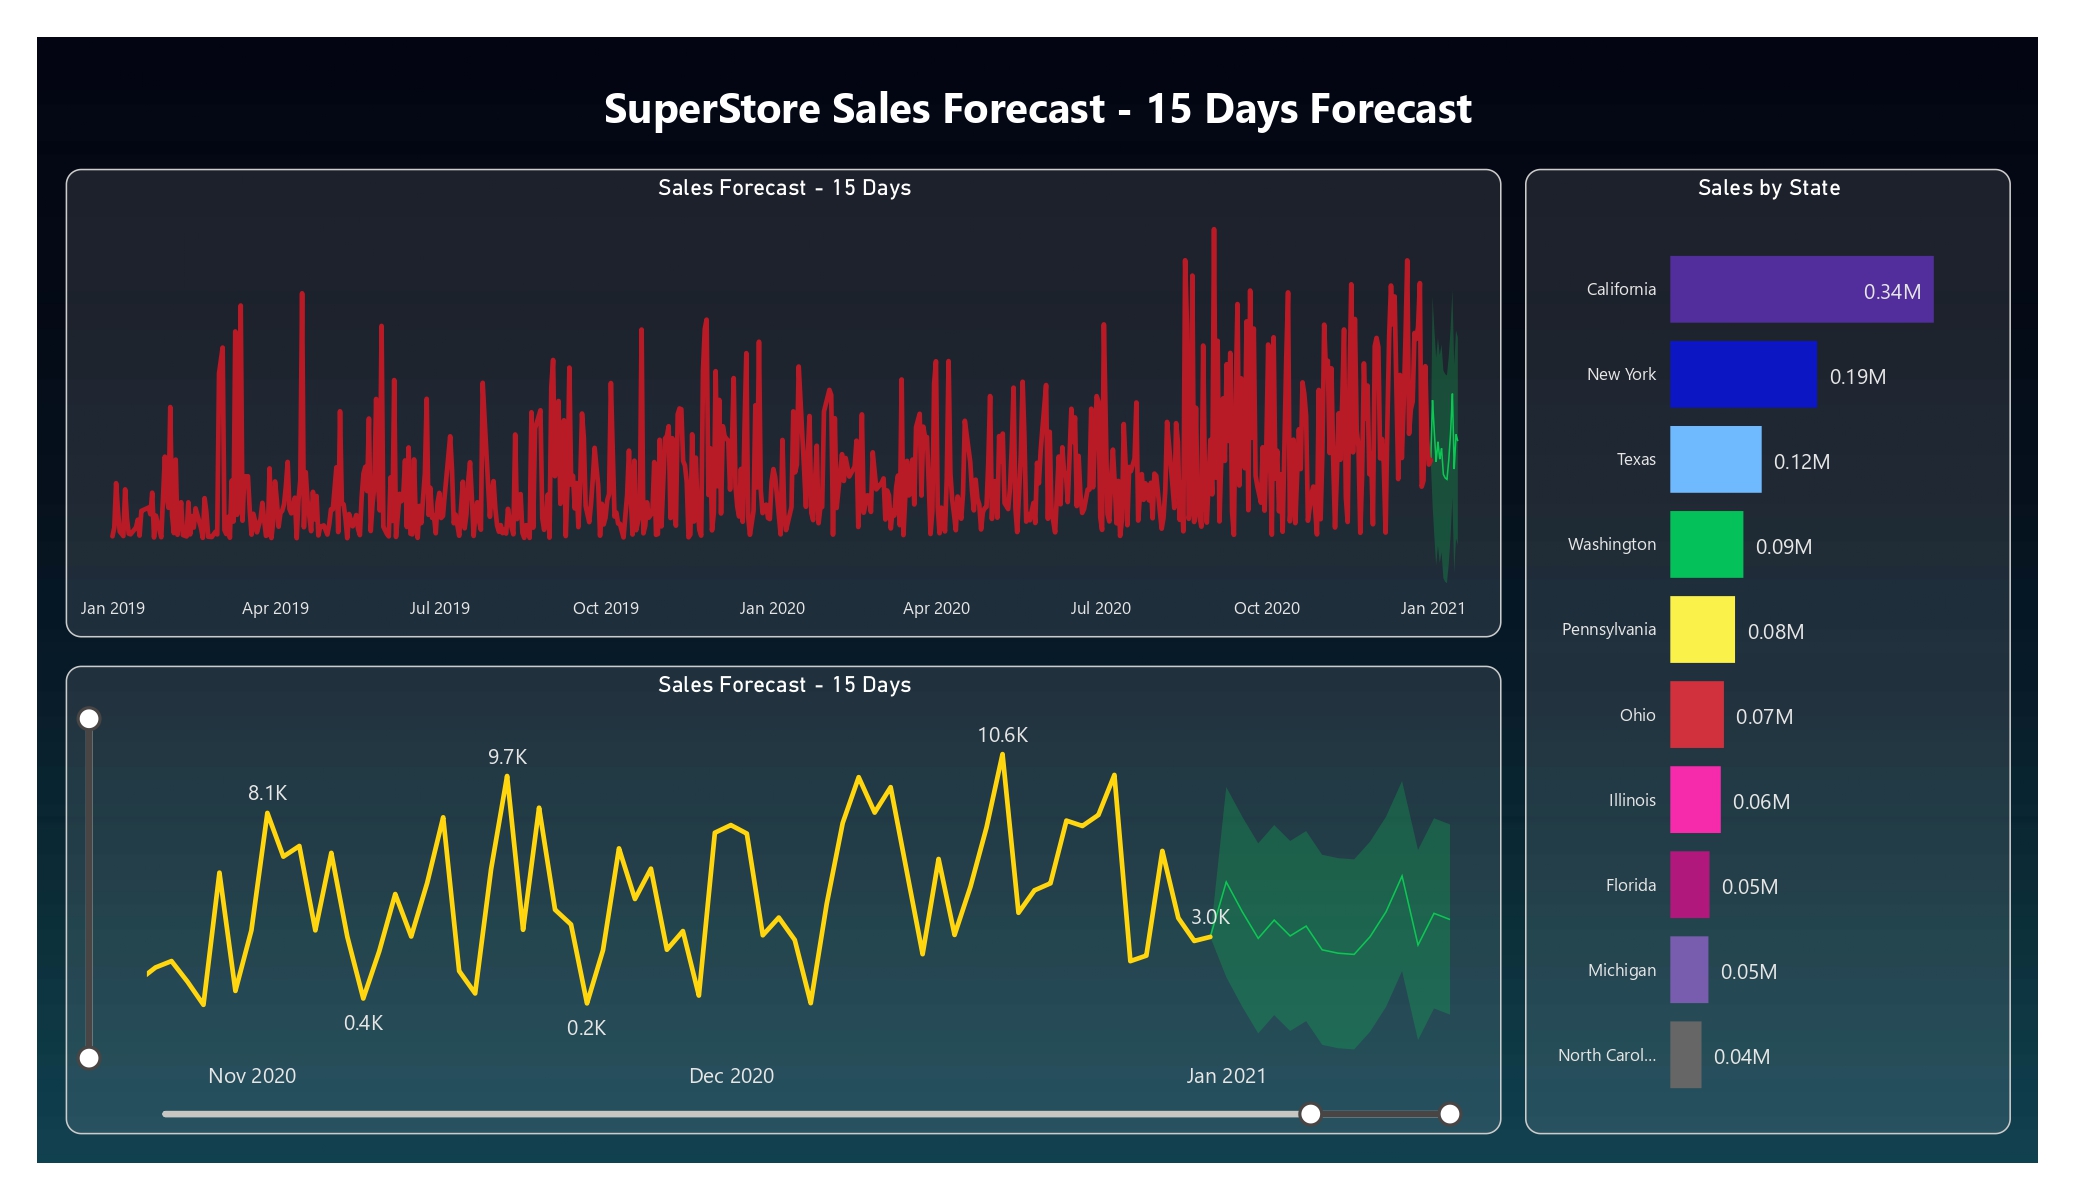 SuperStore Sales Forecast - 15 Days Forecast
Sales Forecast - 15 Days
Jan 2019
Apr 2019
Jul 2019
Oct 2019
Jan 2020
Apr 2020
Jul 2020
Oct 2020
Jan 2021
Sales Forecast - 15 Days
8.1K
9.7K
10.6K
3.0K
0.4K
0.2K
Nov 2020
Dec 2020
Jan 2021
Sales by State
California 0.34M
New York 0.19M
Texas 0.12M
Washington 0.09M
Pennsylvania 0.08M
Ohio 0.07M
Illinois 0.06M
Florida 0.05M
Michigan 0.05M
North Carol... 0.04M